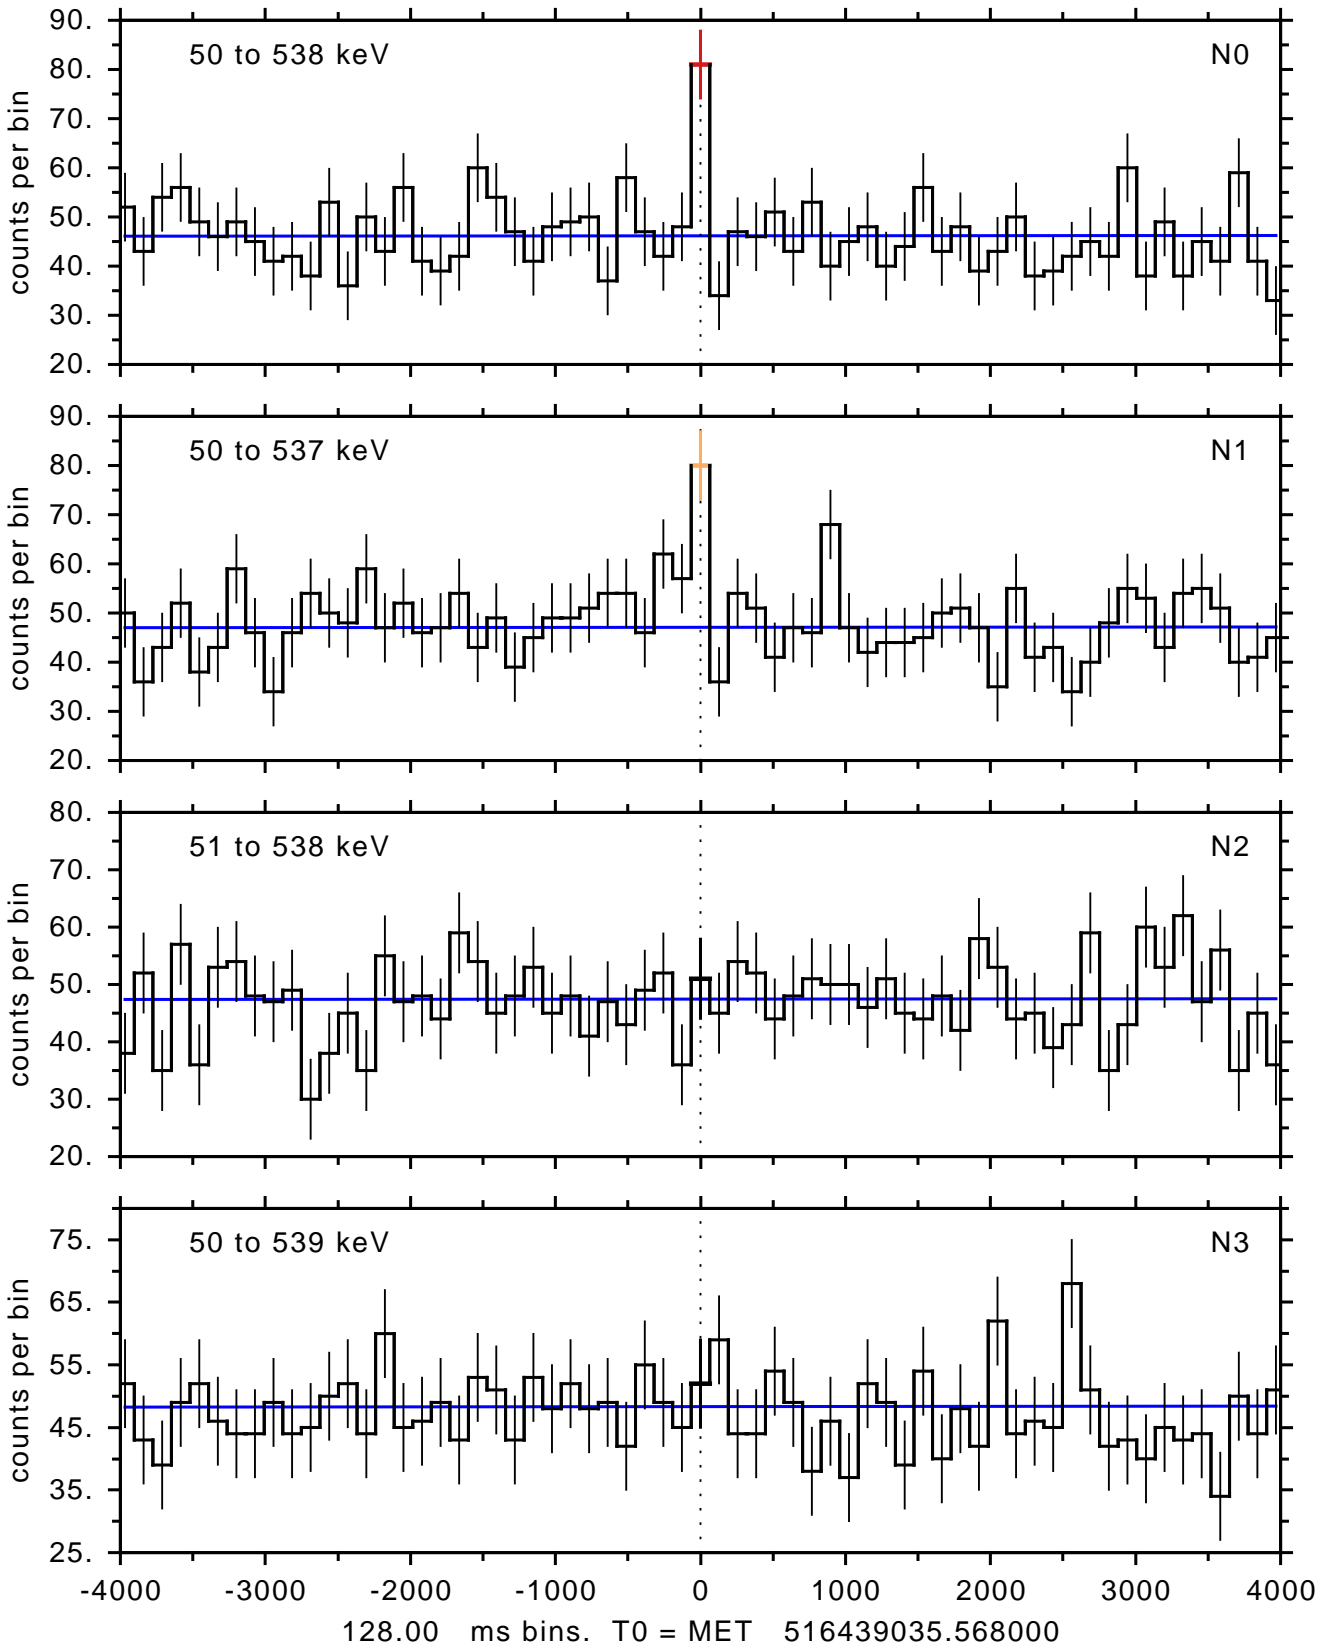 90.
50 to 538 keV N0
80.
70.
60.
50.
40.
30.
20.
counts per bin
90.
50 to 537 keV N1
80.
70.
60.
50.
40.
30.
20.
counts per bin
80.
51 to 538 keV N2
70.
60.
50.
40.
30.
20.
counts per bin
75.
50 to 539 keV N3
65.
55.
45.
35.
25.
counts per bin
-4000 -3000 -2000 -1000 0 1000 2000 3000 4000
128.00 ms bins. T0 = MET 516439035.568000